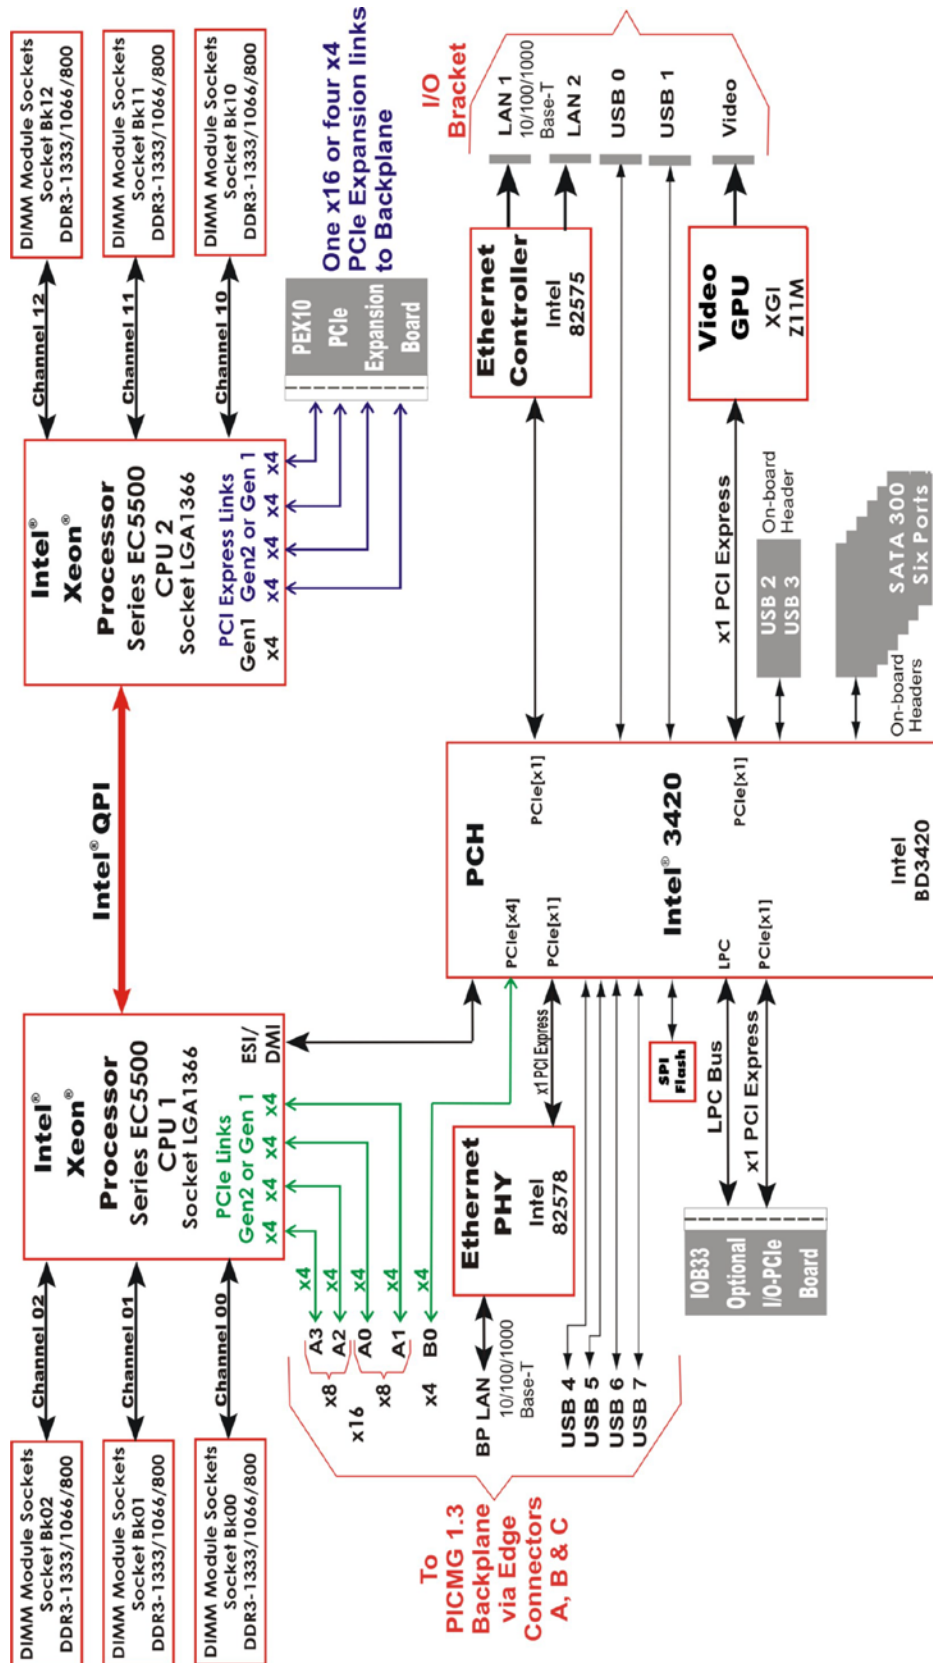 DIMM Module Sockets
Socket Bk02
DDR3-1333/1066/800
DIMM Module Sockets
Socket Bk01
DDR3-1333/1066/800
DIMM Module Sockets
Socket Bk00
DDR3-1333/1066/800
Channel 02
Channel 01
Channel 00
Intel®
Xeon®
Processor
Series EC5500
CPU 1
Socket LGA1366
PCIe Links
Gen2 or Gen 1
x4
x4
x4
x4
ESI/
DMI
Intel® QPI
Intel®
Xeon®
Processor
Series EC5500
CPU 2
Socket LGA1366
PCI Express Links
Gen1 Gen2 or Gen 1
x4
x4
x4
x4
x4
Channel 12
Channel 11
Channel 10
DIMM Module Sockets
Socket Bk12
DDR3-1333/1066/800
DIMM Module Sockets
Socket Bk11
DDR3-1333/1066/800
DIMM Module Sockets
Socket Bk10
DDR3-1333/1066/800
PEX10
PCIe
Expansion
Board
One x16 or four x4
PCIe Expansion links
to Backplane
A3
A2
A0
A1
B0
x4
x4
x4
x4
x4
x8
x8
x16
x4
To
PICMG 1.3
Backplane
via Edge
Connectors
A, B & C
BP LAN
10/100/1000
Base-T
Ethernet
PHY
Intel
82578
x1 PCI Express
USB 4
USB 5
USB 6
USB 7
SPI
Flash
IOB33
Optional
I/O-PCIe
Board
LPC Bus
x1 PCI Express
PCH
PCIe[x4]
PCIe[x1]
PCIe[x1]
Intel® 3420
LPC
PCIe[x1]
PCIe[x1]
Intel
BD3420
Ethernet
Controller
Intel
82575
Video
GPU
XGI
Z11M
x1 PCI Express
USB 2
USB 3
On-board
Header
On-board
Headers
SATA 300
Six Ports
I/O
Bracket
LAN 1
10/100/1000
Base-T
LAN 2
USB 0
USB 1
Video